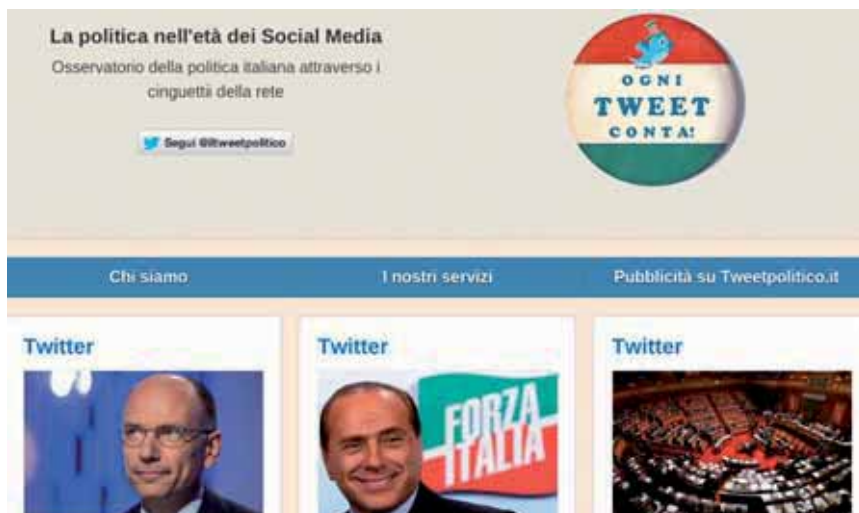 La politica nell'età dei Social Media
Osservatorio della politica italiana attraverso i
cinguettii della rete
Segui @iltweetpolitico
OGNI
TWEET
CONTA!
Chi siamo
I nostri servizi
Pubblicità su Tweetpolitico.it
Twitter
Twitter
Twitter
FORZA
ITALIA